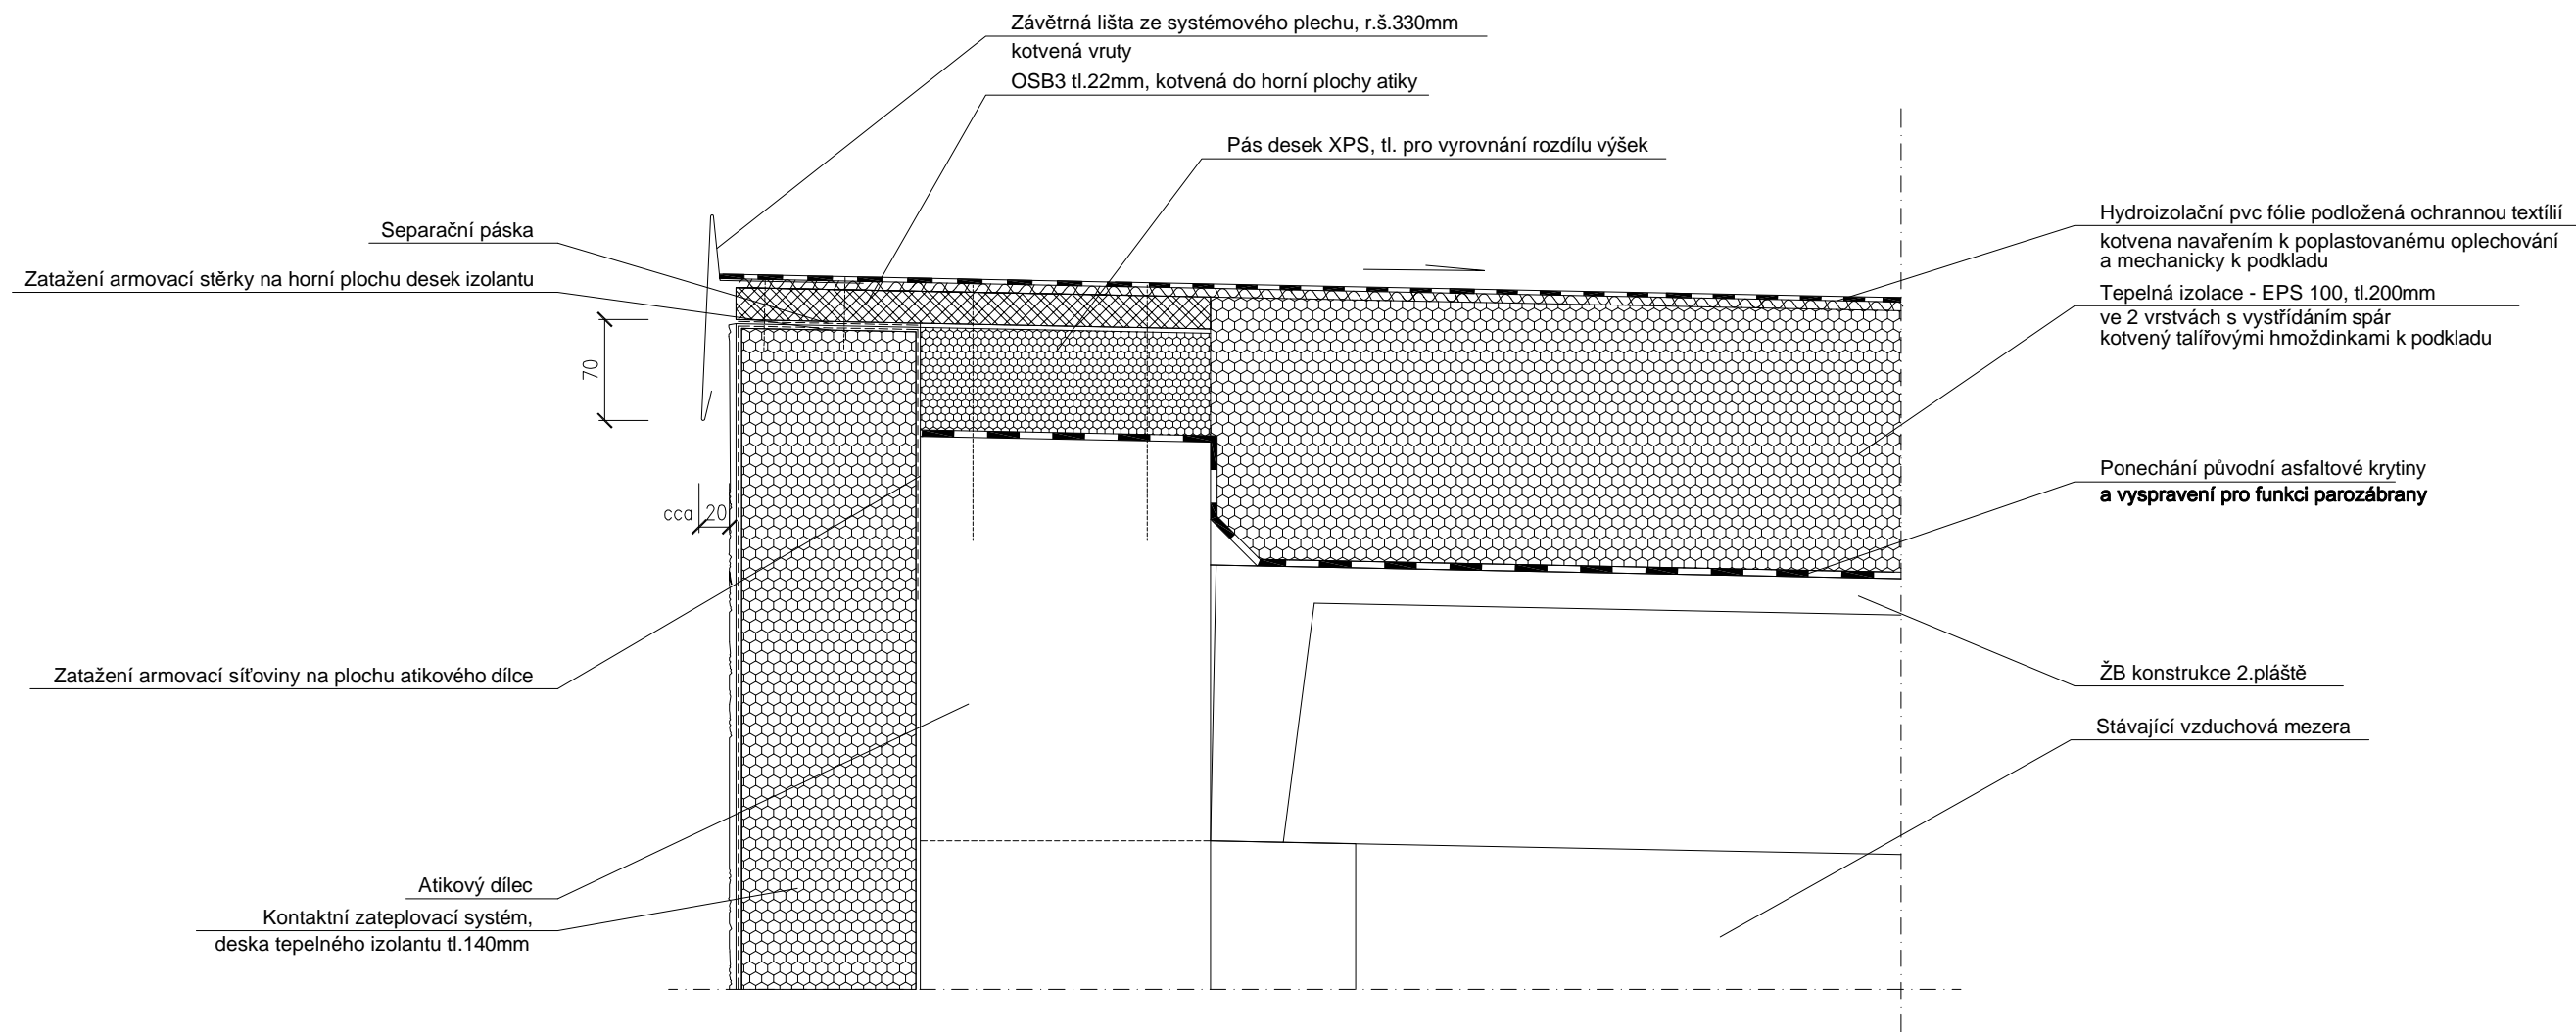 Závětrná lišta ze systémového plechu, r.š.330mm
kotvená vruty
OSB3 tl.22mm, kotvená do horní plochy atiky
Pás desek XPS, tl. pro vyrovnání rozdílu výšek
Separační páska
Zatažení armovací stěrky na horní plochu desek izolantu
70
cca 20
Zatažení armovací síťoviny na plochu atikového dílce
Atikový dílec
Kontaktní zateplovací systém,
deska tepelného izolantu tl.140mm
Hydroizolační pvc fólie podložená ochrannou textílií
kotvena navařením k poplastovanému oplechování
a mechanicky k podkladu
Tepelná izolace - EPS 100, tl.200mm
ve 2 vrstvách s vystřídáním spár
kotvený talířovými hmoždinkami k podkladu
Ponechání původní asfaltové krytiny
a vyspravení pro funkci parozábrany
ŽB konstrukce 2.pláště
Stávající vzduchová mezera